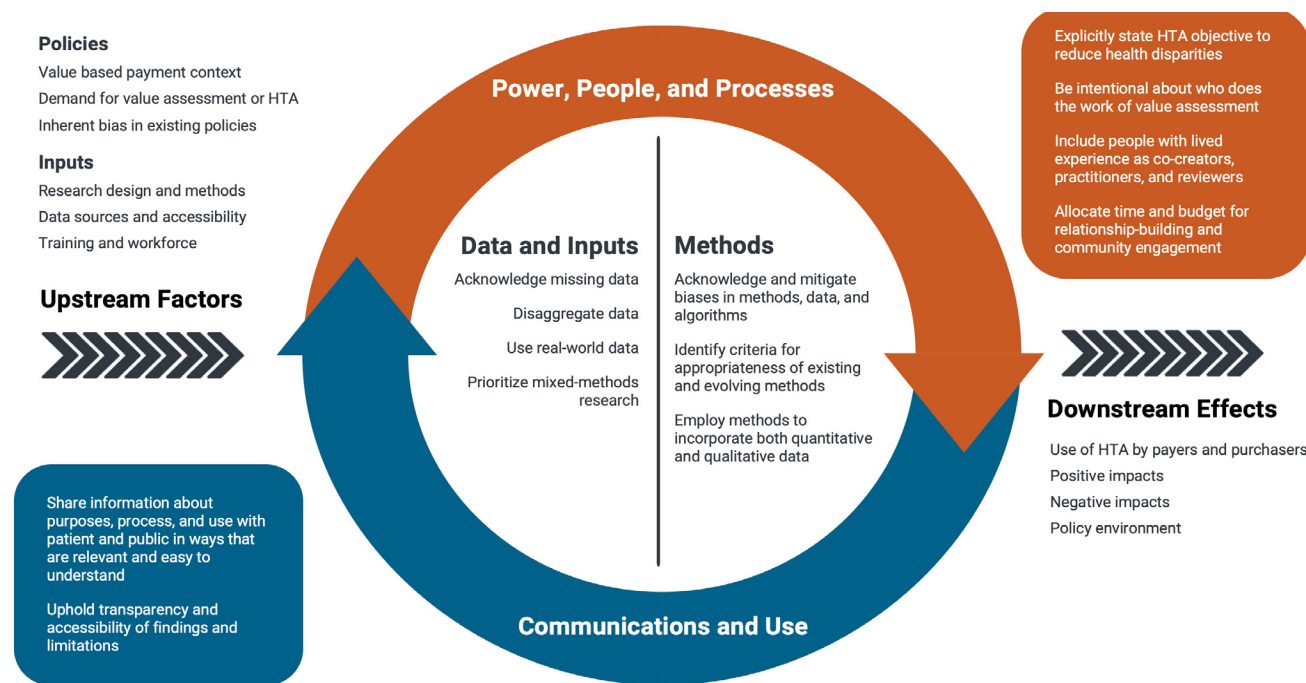 Policies
Value based payment context
Demand for value assessment or HTA
Inherent bias in existing policies
Inputs
Research design and methods
Data sources and accessibility
Training and workforce
Upstream Factors
Power, People, and Processes
Data and Inputs
Acknowledge missing data
Disaggregate data
Use real-world data
Prioritize mixed-methods
research
Methods
Acknowledge and mitigate
biases in methods, data, and
algorithms
Identify criteria for
appropriateness of existing
and evolving methods
Employ methods to
incorporate both quantitative
and qualitative data
Explicitly state HTA objective to
reduce health disparities
Be intentional about who does
the work of value assessment
Include people with lived
experience as co-creators,
practitioners, and reviewers
Allocate time and budget for
relationship-building and
community engagement
Downstream Effects
Use of HTA by payers and purchasers
Positive impacts
Negative impacts
Policy environment
Share information about
purposes, process, and use with
patient and public in ways that
are relevant and easy to
understand
Uphold transparency and
accessibility of findings and
limitations
Communications and Use